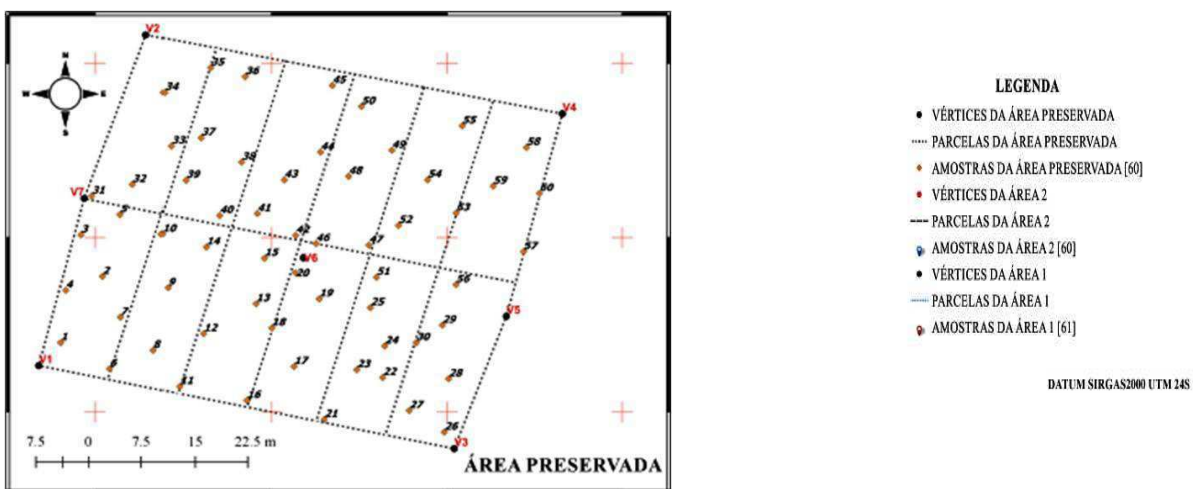 V2
35
36
45
34
50
V4
N
W
E
S
55
37
33
58
44
49
38
32
39
43
48
54
59
60
V7
31
5
40
41
52
53
3
10
14
42
46
47
57
15
V6
2
9
20
51
56
4
19
25
V5
13
7
29
12
18
24
30
1
8
V1
6
17
23
22
28
11
16
27
21
26
V3
7.5 0 7.5 15 22.5 m
ÁREA PRESERVADA
LEGENDA
VÉRTICES DA ÁREA PRESERVADA
PARCELAS DA ÁREA PRESERVADA
AMOSTRAS DA ÁREA PRESERVADA [60]
VÉRTICES DA ÁREA 2
PARCELAS DA ÁREA 2
AMOSTRAS DA ÁREA 2 [60]
VÉRTICES DA ÁREA 1
PARCELAS DA ÁREA 1
AMOSTRAS DA ÁREA 1 [61]
DATUM SIRGAS2000 UTM 24S